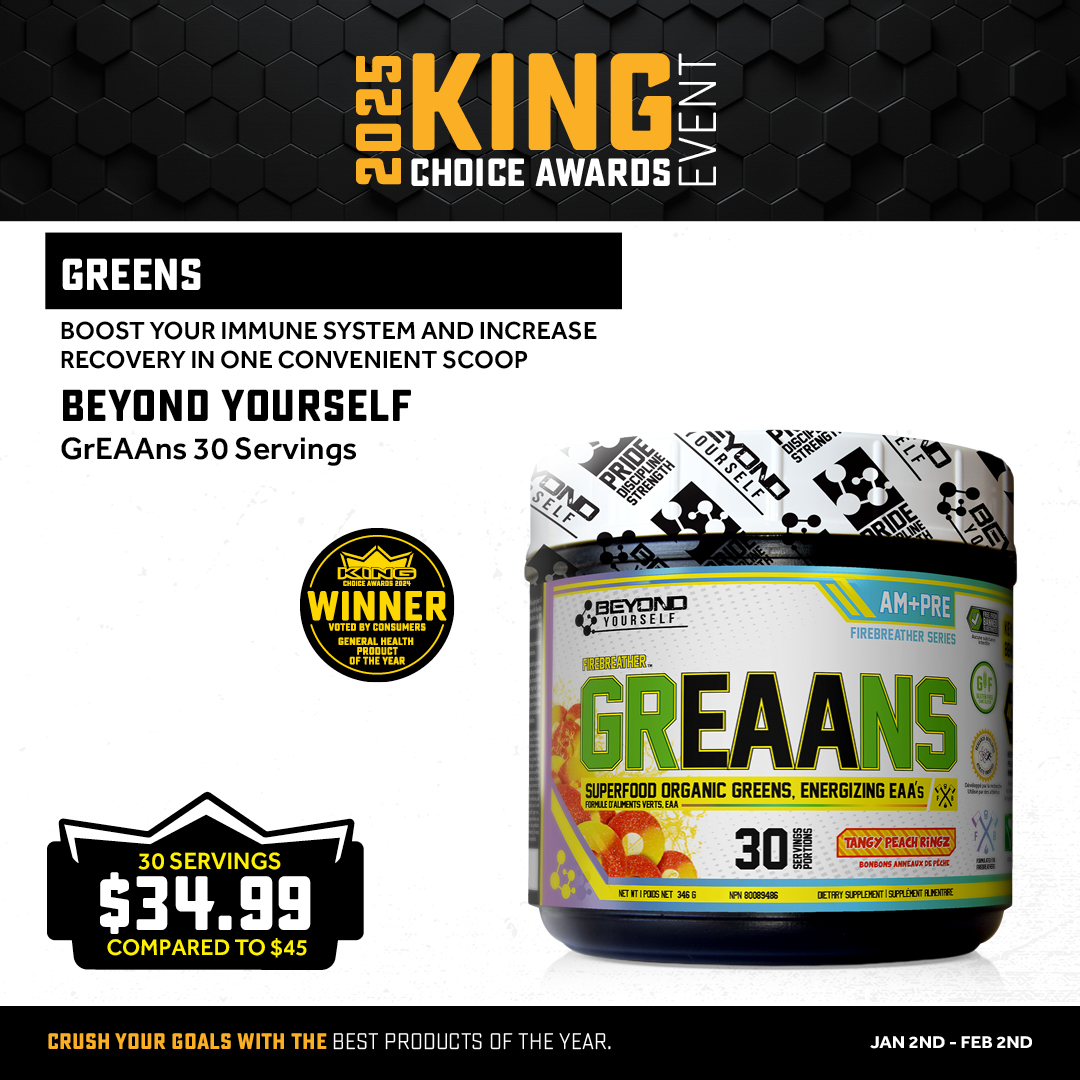 2025
KING
CHOICE AWARDS
EVENT
GREENS
BOOST YOUR IMMUNE SYSTEM AND INCREASE
RECOVERY IN ONE CONVENIENT SCOOP
BEYOND YOURSELF
GrEAAns 30 Servings
KING
CHOICE AWARDS 2024
WINNER
VOTED BY CONSUMERS
GENERAL HEALTH
PRODUCT
OF THE YEAR
PRIDE
DISCIPLINE
STRENGTH
BEYOND
YOURSELF
AM+PRE
FIREBREATHER SERIES
FIREBREATHER™
GREAANS
SUPERFOOD ORGANIC GREENS, ENERGIZING EAA's
FORMULE D'ALIMENTS VERTS, EAA
30
SERVINGS
PORTIONS
TANGY PEACH RINGZ
BONBONS ANNEAUX DE PÊCHE
NET WT | POIDS NET 346 G
NPN 80089486
DIETARY SUPPLEMENT | SUPPLÉMENT ALIMENTAIRE
GF
30 SERVINGS
$34.99
COMPARED TO $45
CRUSH YOUR GOALS WITH THE BEST PRODUCTS OF THE YEAR.
JAN 2ND - FEB 2ND